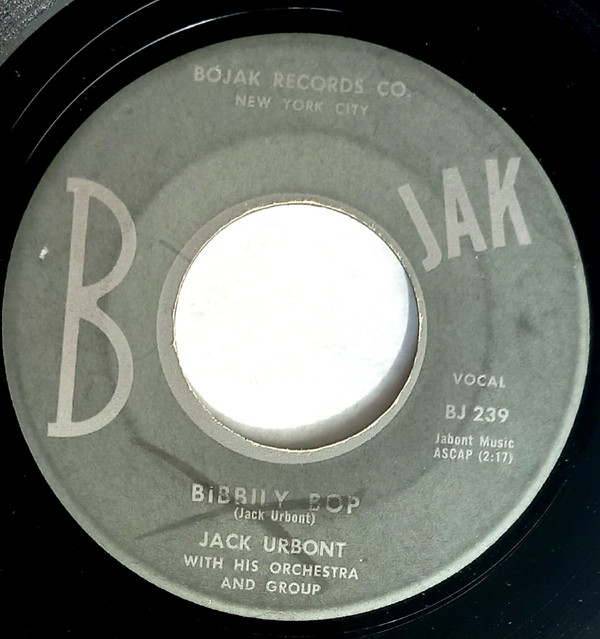 BOJAK RECORDS CO.
NEW YORK CITY
B JAK
VOCAL
BJ 239
Jabont Music
ASCAP (2:17)
BiBBILY BOP
(Jack Urbont)
JACK URBONT
WITH HIS ORCHESTRA
AND GROUP